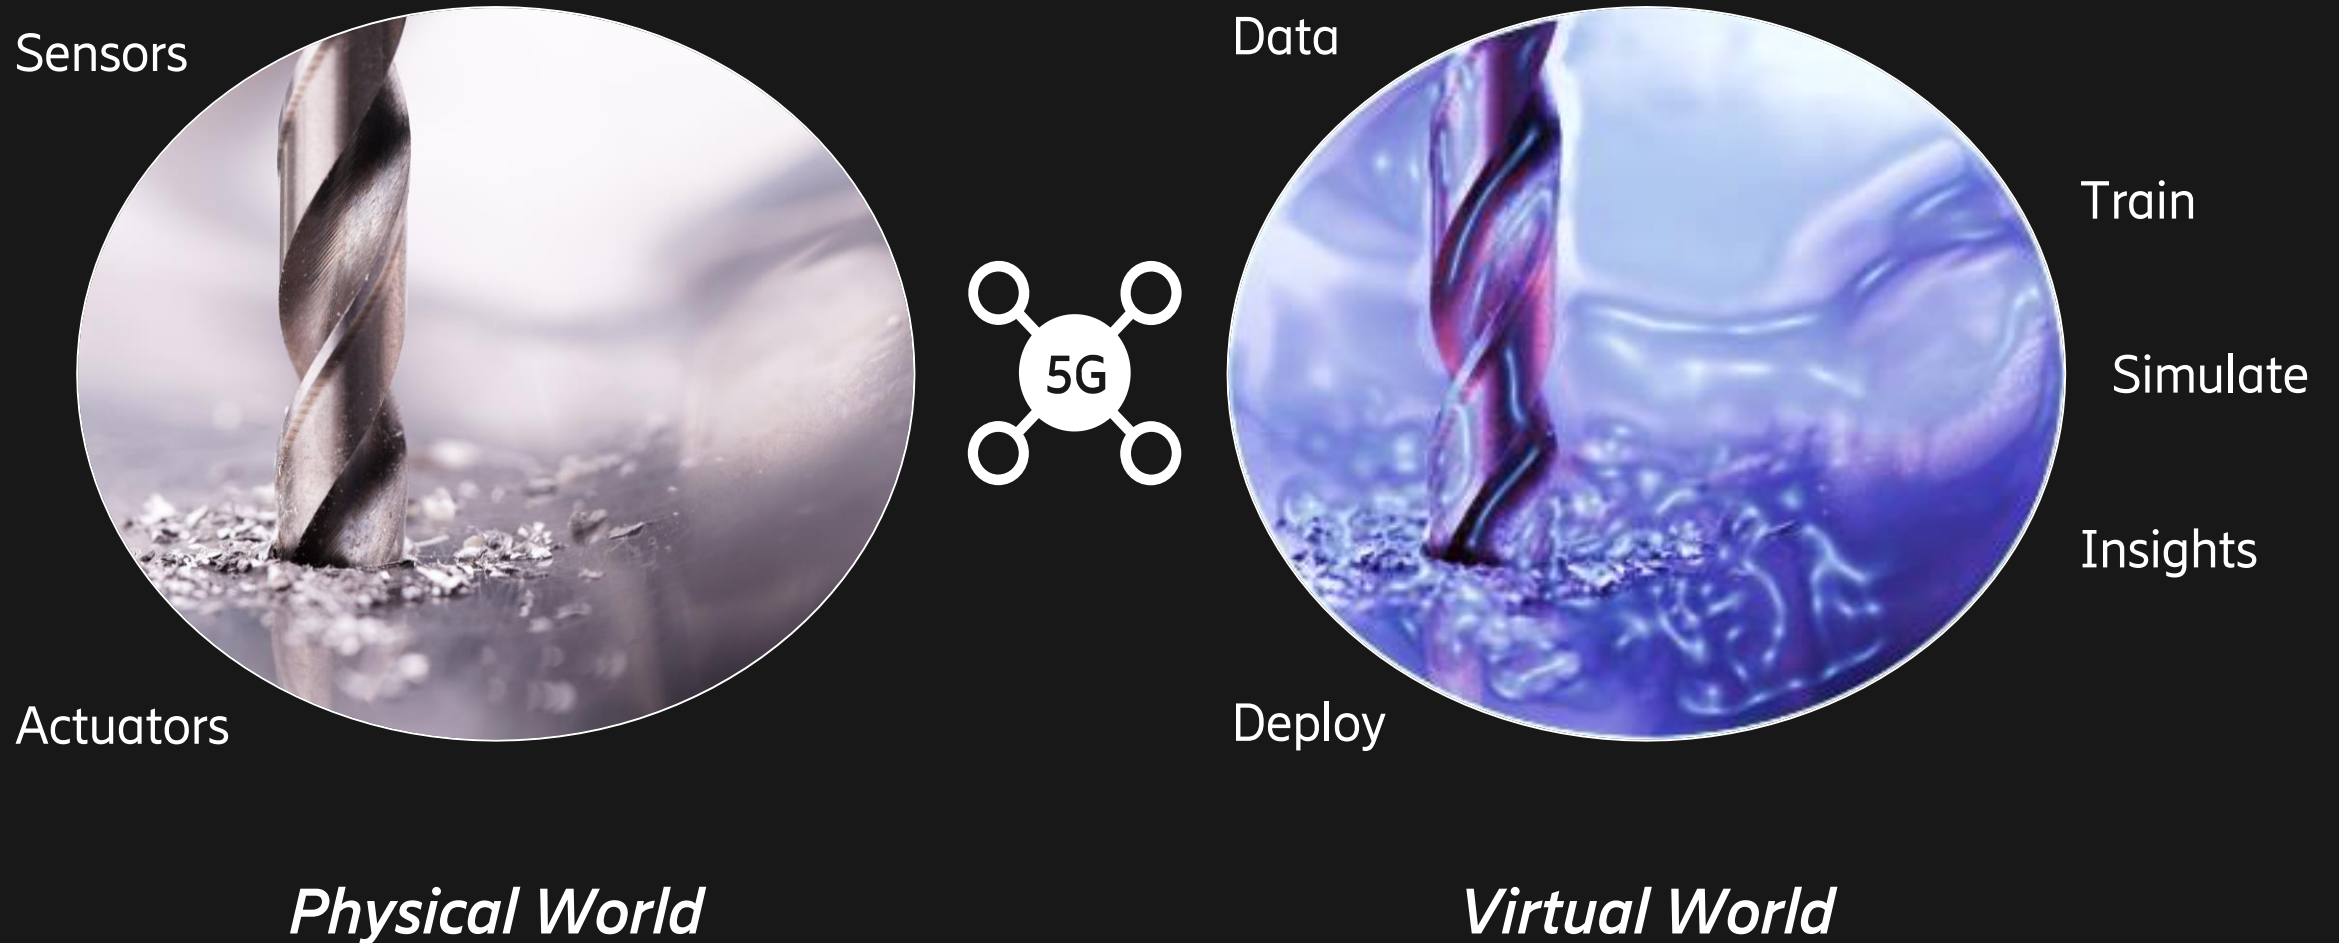 Sensors
Data
Train
5G
Simulate
Insights
Actuators
Deploy
Physical World
Virtual World